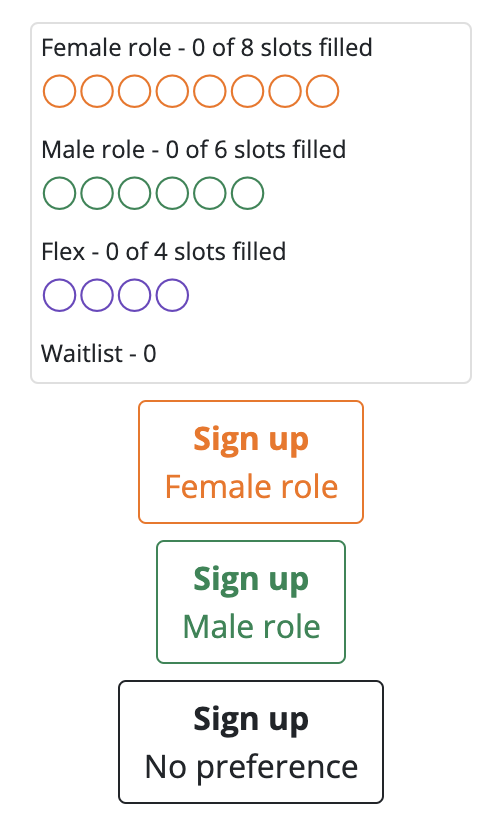 Female role - 0 of 8 slots filled
Male role - 0 of 6 slots filled
Flex - 0 of 4 slots filled
Waitlist - 0
Sign up
Female role
Sign up
Male role
Sign up
No preference